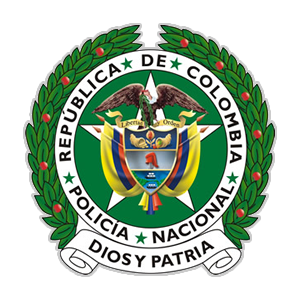 REPÚBLICA ★ DE ★ COLOMBIA
Libertad y Orden
★ POLICÍA ★ NACIONAL ★
DIOS Y PATRIA